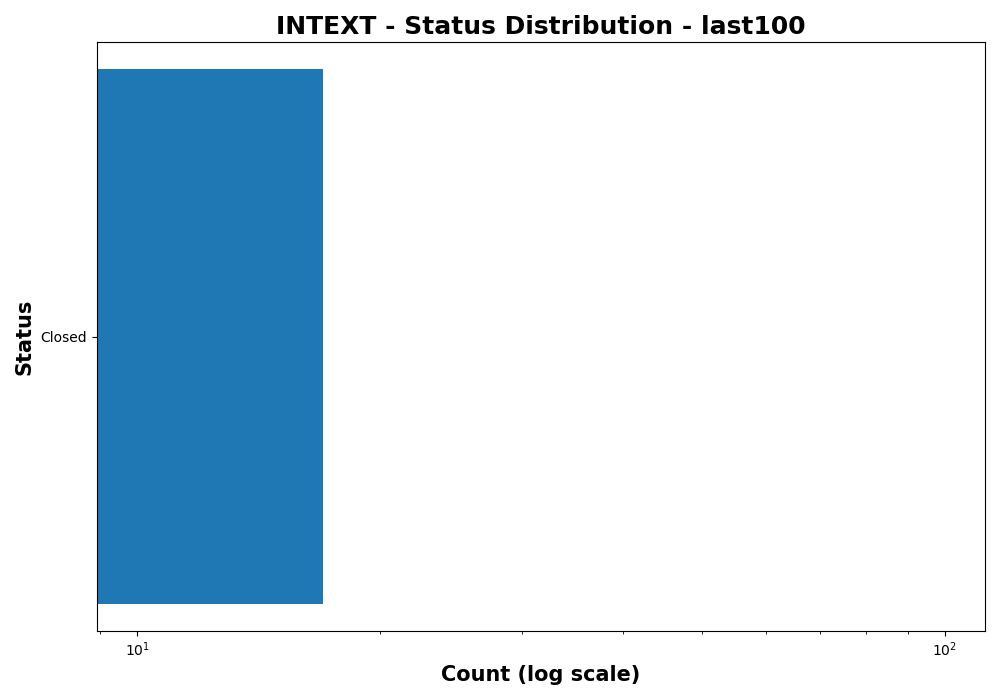 INTEXT - Status Distribution - last100
Status
Closed
10¹ 10²
Count (log scale)